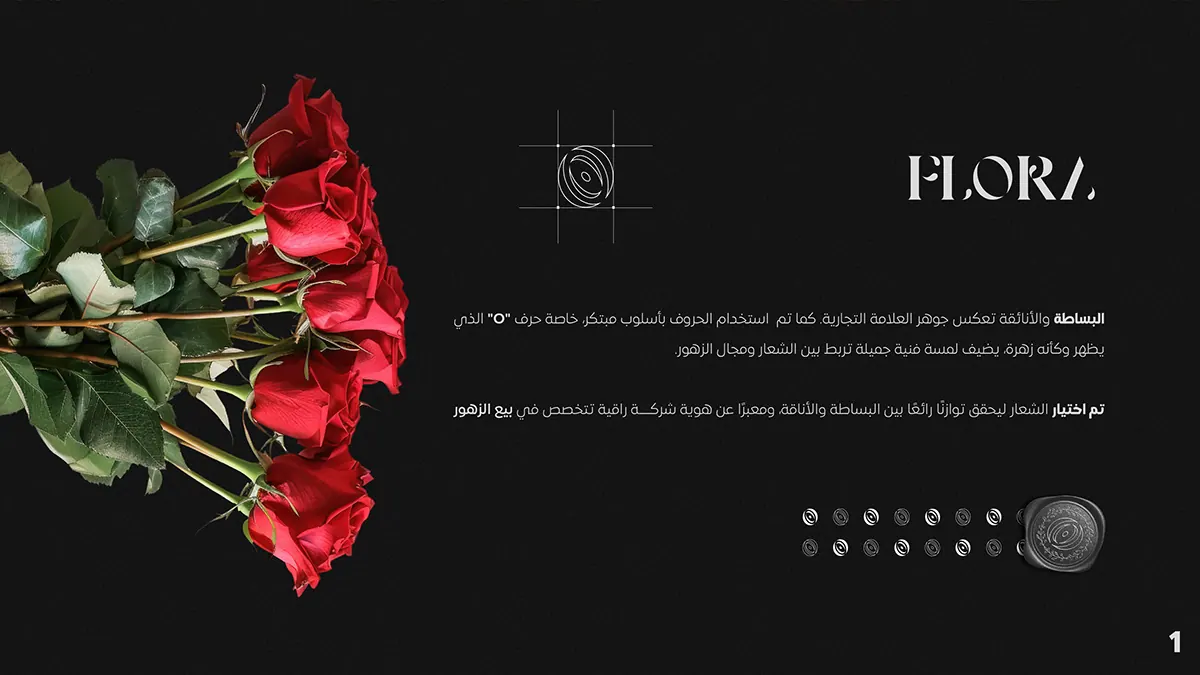 FLORA
البساطة والأنائقة تعكس جوهر العلامة التجارية. كما تم استخدام الحروف بأسلوب مبتكر، خاصة حرف "O" الذي
يظهر وكأنه زهرة، يضيف لمسة فنية جميلة تربط بين الشعار ومجال الزهور.
تم اختيار الشعار ليحقق توازنًا رائعًا بين البساطة والأناقة، ومعبرًا عن هوية شركـــة راقية تتخصص في بيع الزهور
1